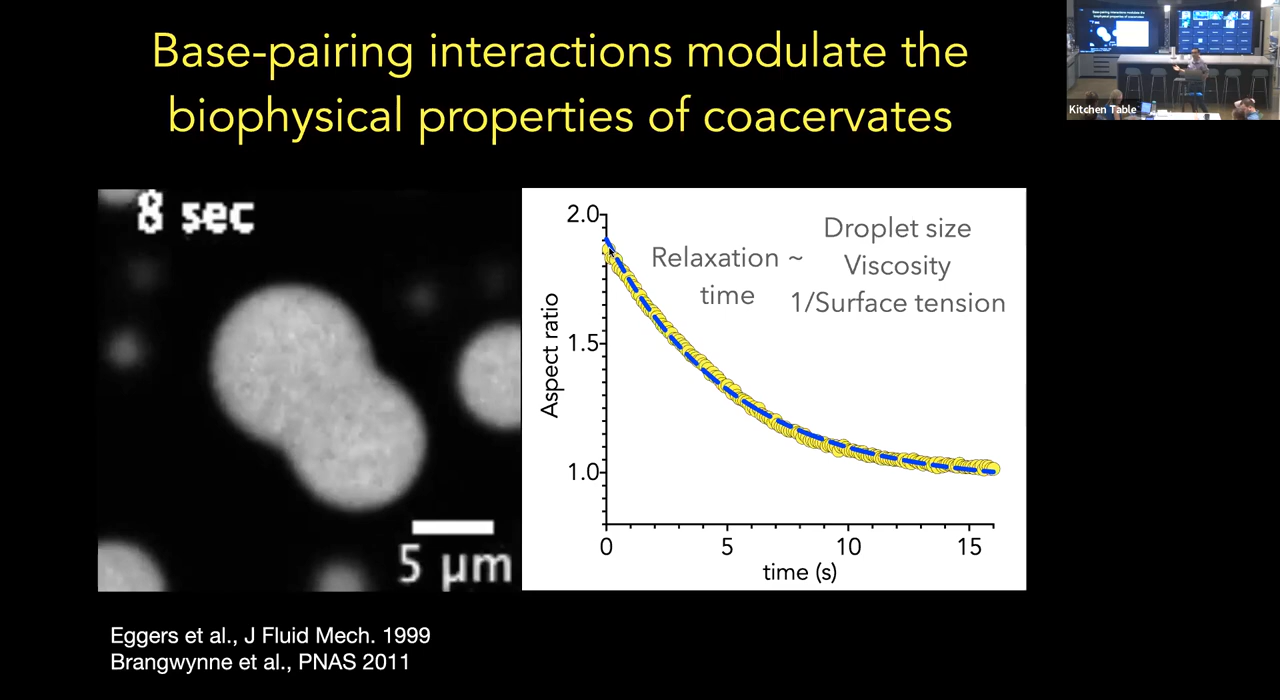 Base-pairing interactions modulate the
biophysical properties of coacervates
Kitchen Table
8 sec
5 μm
2.0
1.5
1.0
Aspect ratio
Relaxation ~
time
Droplet size
Viscosity
1/Surface tension
0
5
10
15
time (s)
Eggers et al., J Fluid Mech. 1999
Brangwynne et al., PNAS 2011